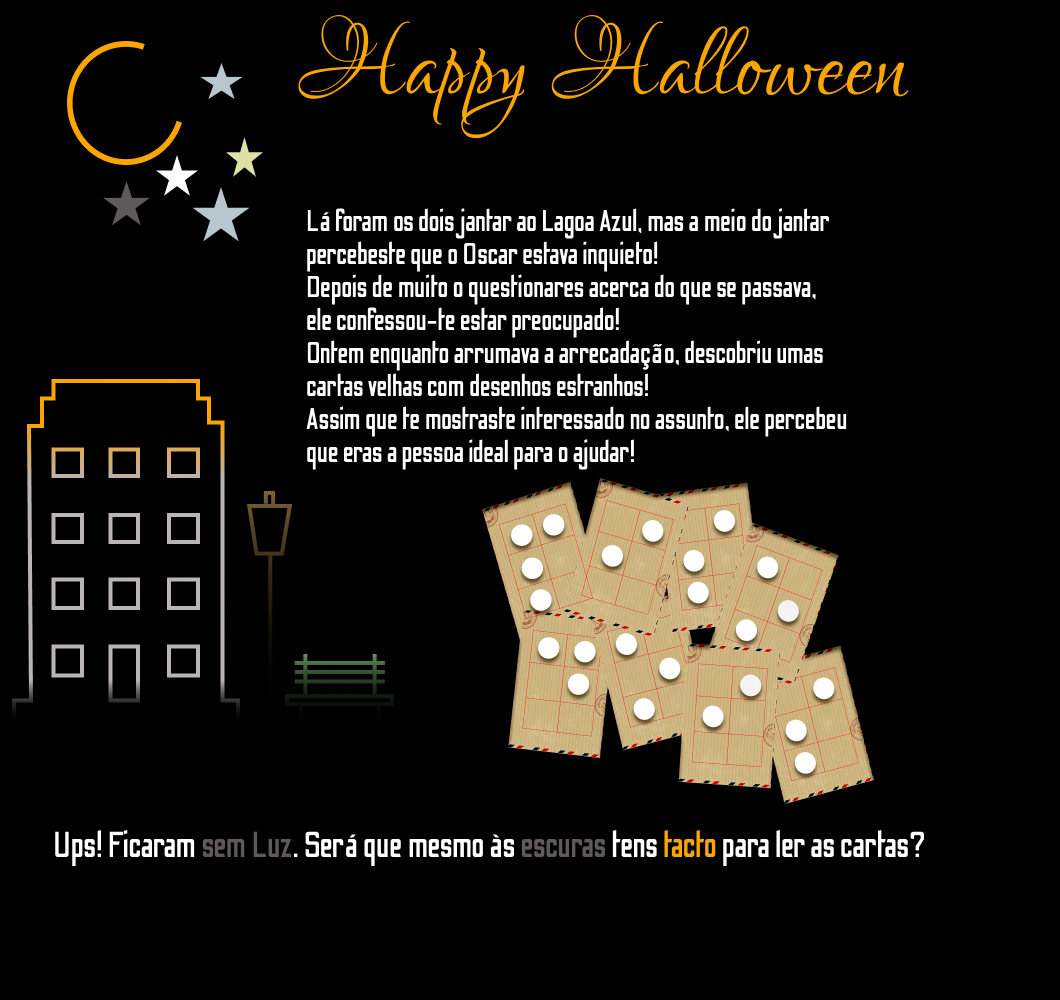 Happy Halloween
Lá foram os dois jantar ao Lagoa Azul, mas a meio do jantar
percebeste que o Oscar estava inquieto!
Depois de muito o questionares acerca do que se passava,
ele confessou-te estar preocupado!
Ontem enquanto arrumava a arrecadação, descobriu umas
cartas velhas com desenhos estranhos!
Assim que te mostraste interessado no assunto, ele percebeu
que eras a pessoa ideal para o ajudar!
Ups! Ficaram sem Luz. Será que mesmo às escuras tens tacto para ler as cartas?